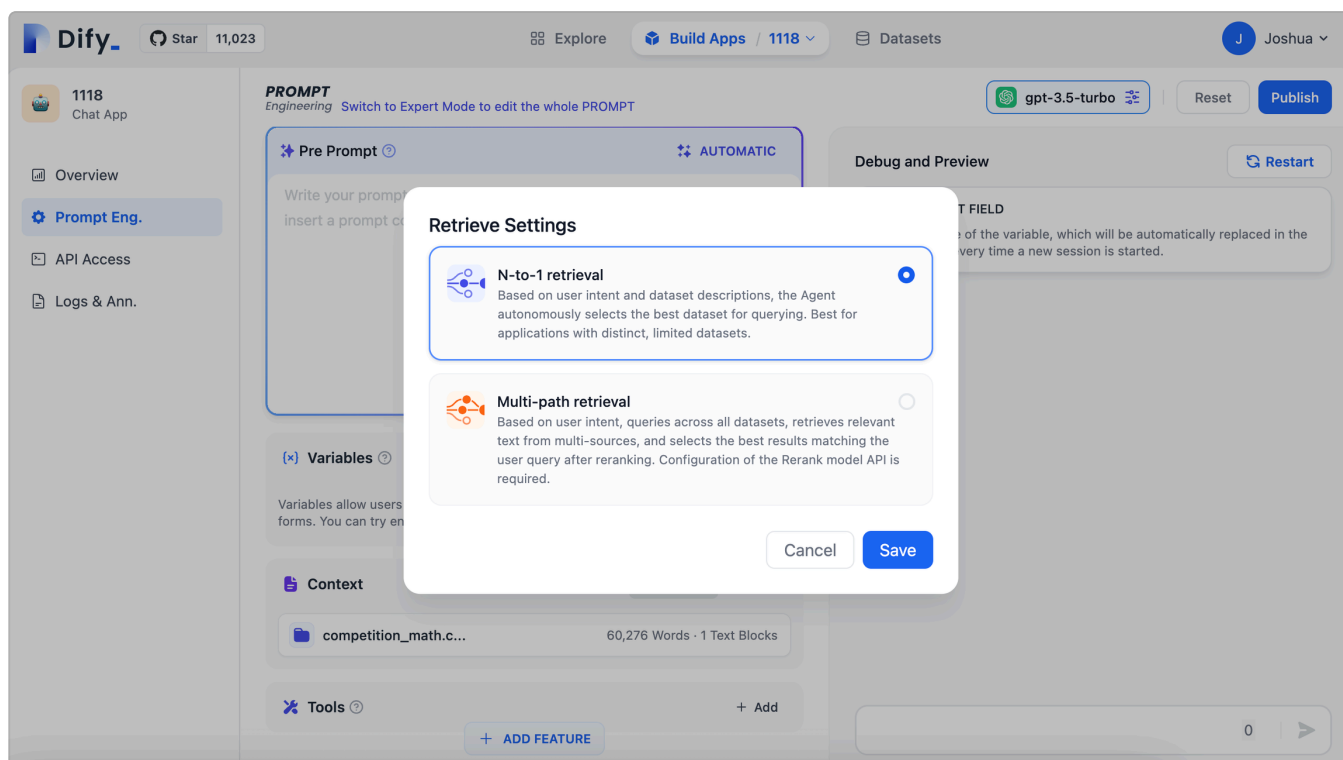 Dify_
Star 11,023
Explore
Build Apps / 1118
Datasets
J Joshua
1118
Chat App
Overview
Prompt Eng.
API Access
Logs & Ann.
PROMPT
Engineering Switch to Expert Mode to edit the whole PROMPT
gpt-3.5-turbo
Reset
Publish
Pre Prompt
AUTOMATIC
Write your prompt
insert a prompt
Debug and Preview
Restart
FIELD
of the variable, which will be automatically replaced in the
every time a new session is started.
Retrieve Settings
N-to-1 retrieval
Based on user intent and dataset descriptions, the Agent
autonomously selects the best dataset for querying. Best for
applications with distinct, limited datasets.
Multi-path retrieval
Based on user intent, queries across all datasets, retrieves relevant
text from multi-sources, and selects the best results matching the
user query after reranking. Configuration of the Rerank model API is
required.
Cancel
Save
Variables
Variables allow users
forms. You can try en
Context
competition_math.c...
60,276 Words · 1 Text Blocks
Tools
+ Add
+ ADD FEATURE
0